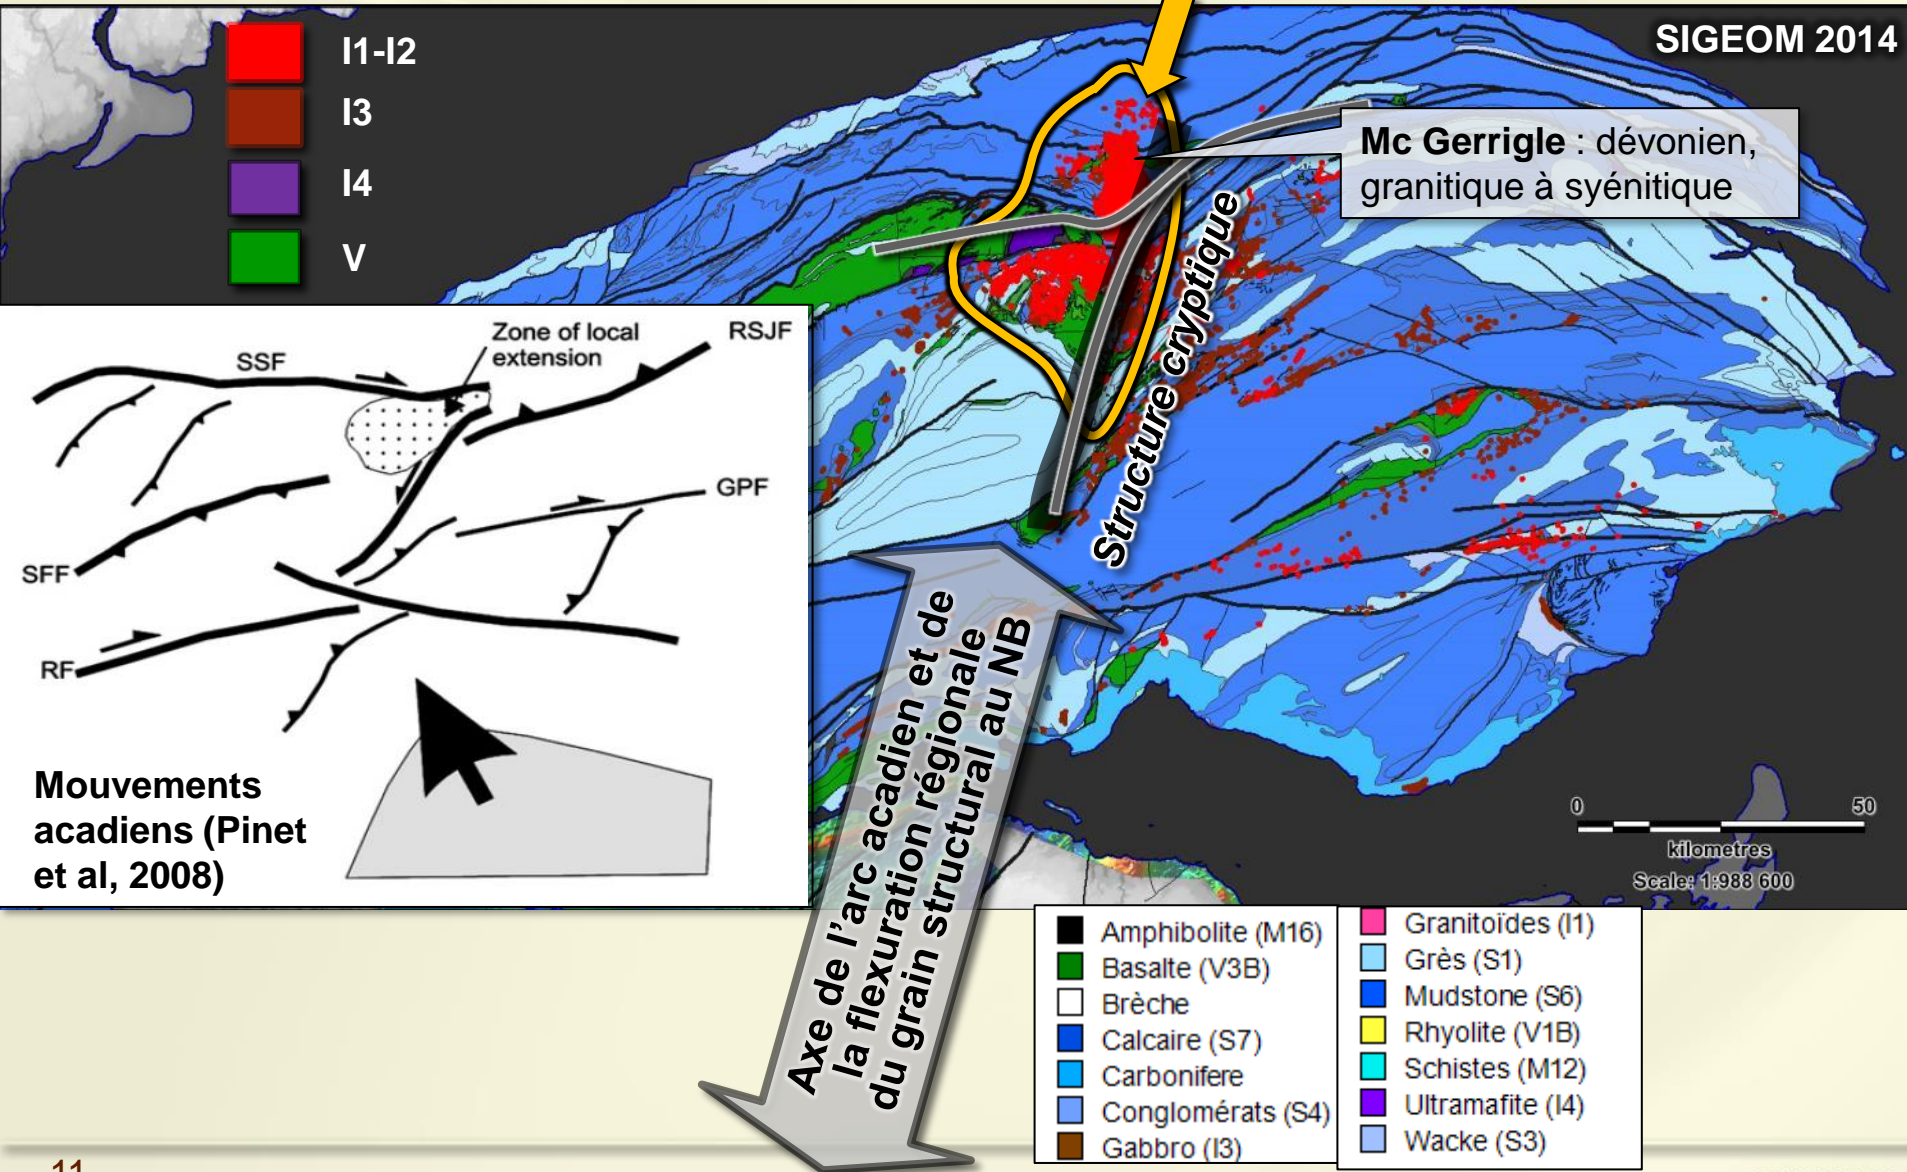 SIGEOM 2014
I1-I2
I3
I4
V
Mc Gerrigle : dévonien,
granitique à syénitique
Structure cryptique
Zone of local
extension
RSJF
SSF
GPF
SFF
RF
Mouvements
acadiens (Pinet
et al, 2008)
Axe de l'arc acadien et de
la flexuration régionale
du grain structural au NB
0 50
kilometres
Scale: 1:988 600
Amphibolite (M16)
Basalte (V3B)
Brèche
Calcaire (S7)
Carbonifere
Conglomérats (S4)
Gabbro (I3)
Granitoïdes (I1)
Grès (S1)
Mudstone (S6)
Rhyolite (V1B)
Schistes (M12)
Ultramafite (I4)
Wacke (S3)
11